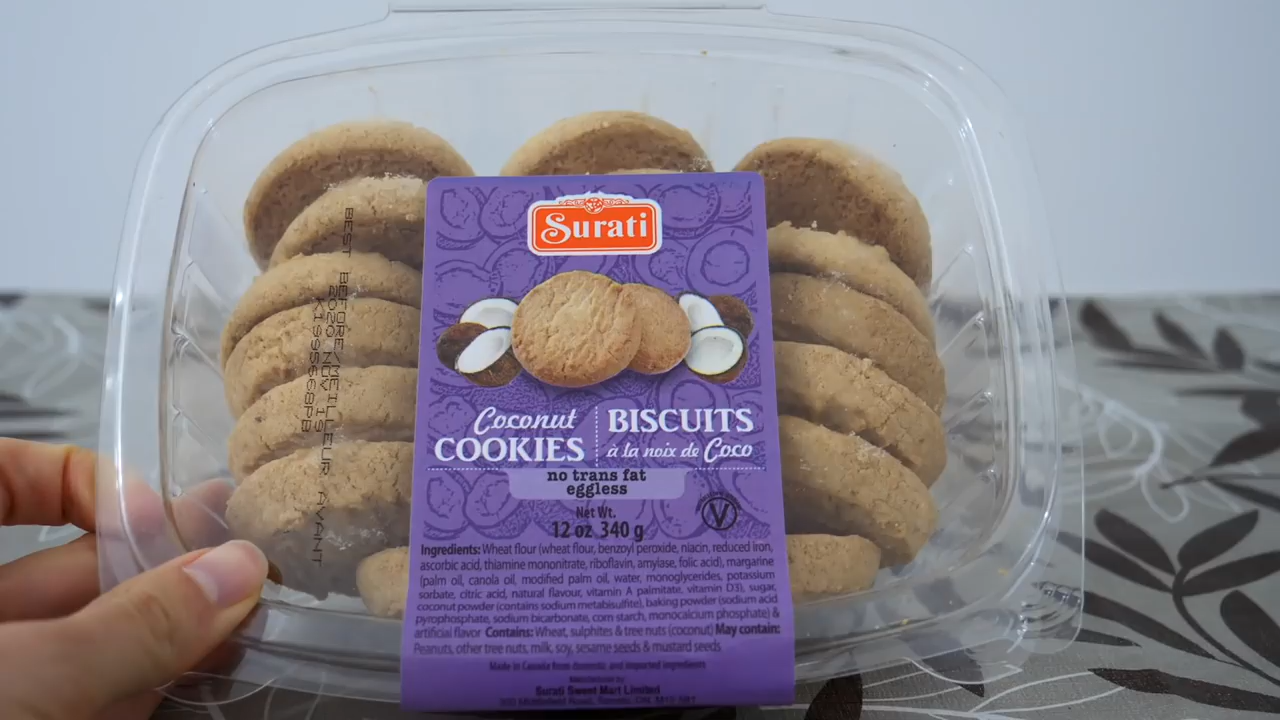 Surati
Coconut
COOKIES
BISCUITS
à la noix de Coco
no trans fat
eggless
Net Wt.
12 oz 340 g
V
Ingredients: Wheat flour (wheat flour, benzoyl peroxide, niacin, reduced iron,
ascorbic acid, thiamine mononitrate, riboflavin, amylase, folic acid), margarine
(palm oil, canola oil, modified palm oil, water, monoglycerides, potassium
sorbate, citric acid, natural flavour, vitamin A palmitate, vitamin D3), sugar,
coconut powder (contains sodium metabisulfite), baking powder (sodium acid
pyrophosphate, sodium bicarbonate, corn starch, monocalcium phosphate) &
artificial flavor Contains: Wheat, sulphites & tree nuts (coconut) May contain:
Peanuts, other tree nuts, milk, soy, sesame seeds & mustard seeds
Made in Canada from domestic and imported ingredients
Manufactured by
Surati Sweet Mart Limited
BEST BEFORE/MEILLEUR AVANT
2020 NOV 19